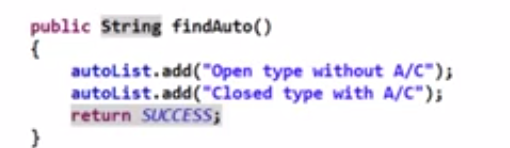 public String findAuto()
{
autoList.add("Open type without A/C");
autoList.add("Closed type with A/C");
return SUCCESS;
}